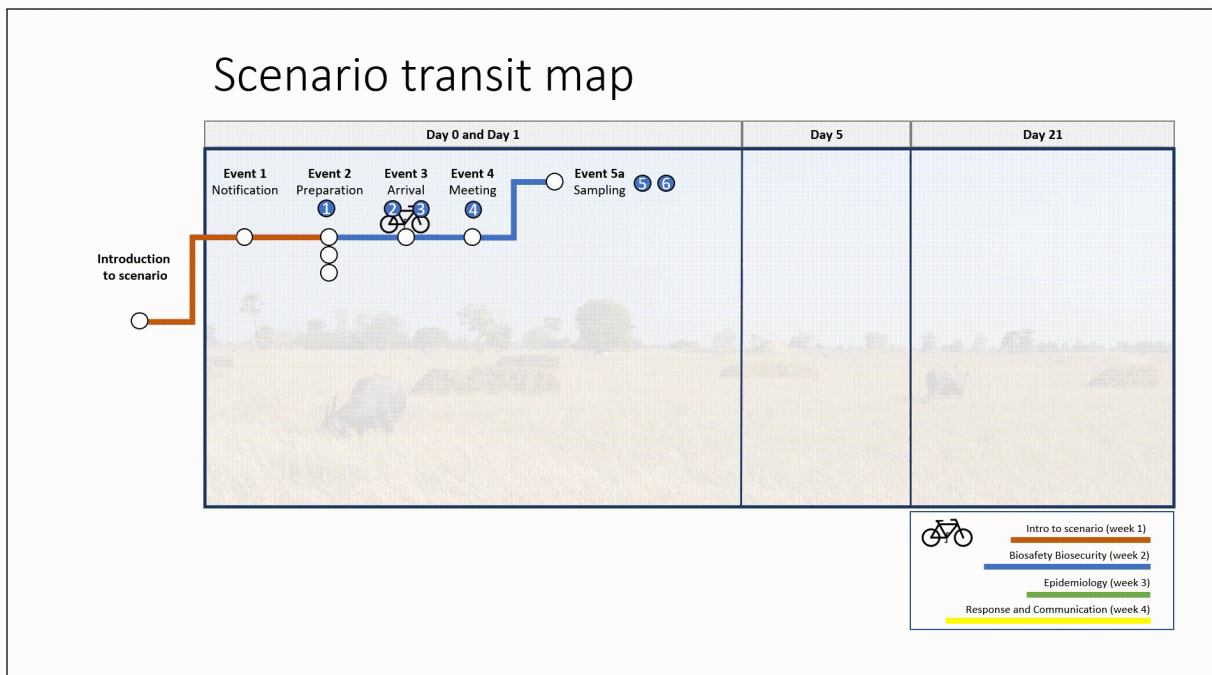 Scenario transit map
Day 0 and Day 1
Day 5
Day 21
Event 1
Notification
Event 2
Preparation
1
Event 3
Arrival
2 3
Event 4
Meeting
4
Event 5a
Sampling
5 6
Introduction
to scenario
Intro to scenario (week 1)
Biosafety Biosecurity (week 2)
Epidemiology (week 3)
Response and Communication (week 4)